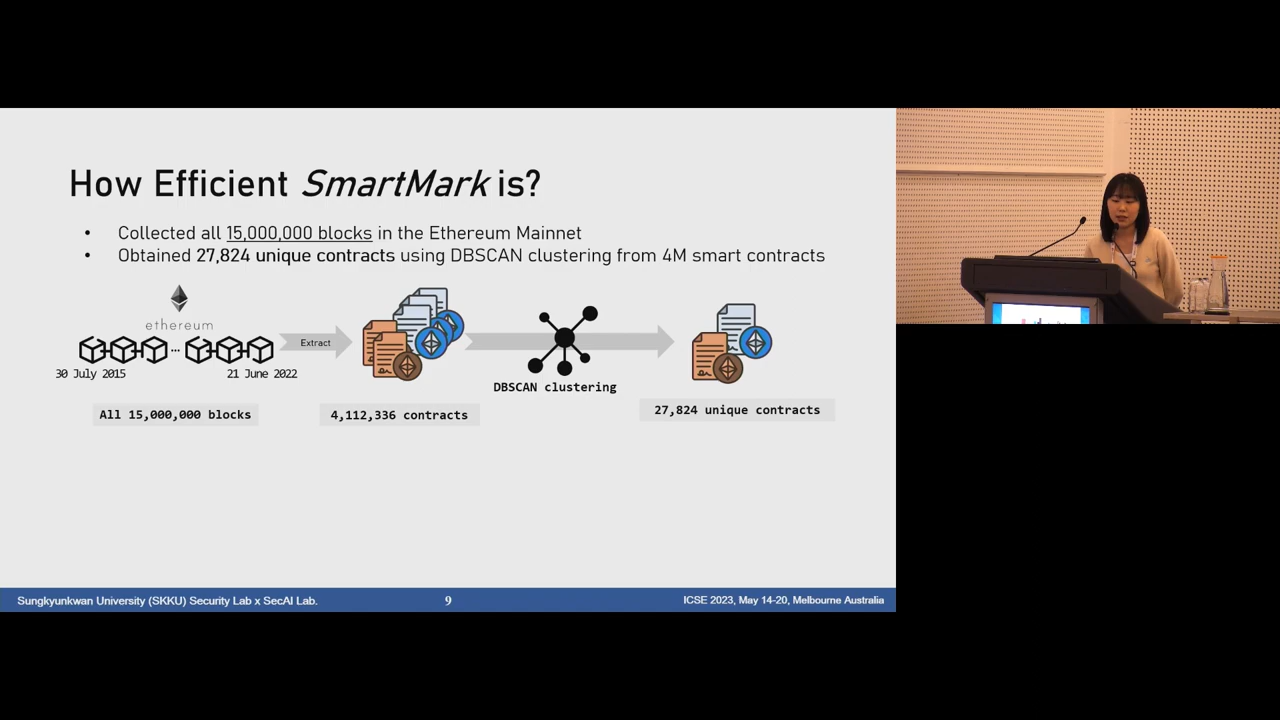 How Efficient SmartMark is?
• Collected all 15,000,000 blocks in the Ethereum Mainnet
• Obtained 27,824 unique contracts using DBSCAN clustering from 4M smart contracts
ethereum
...
30 July 2015
21 June 2022
All 15,000,000 blocks
Extract
4,112,336 contracts
DBSCAN clustering
27,824 unique contracts
Sungkyunkwan University (SKKU) Security Lab x SecAI Lab.
9
ICSE 2023, May 14-20, Melbourne Australia